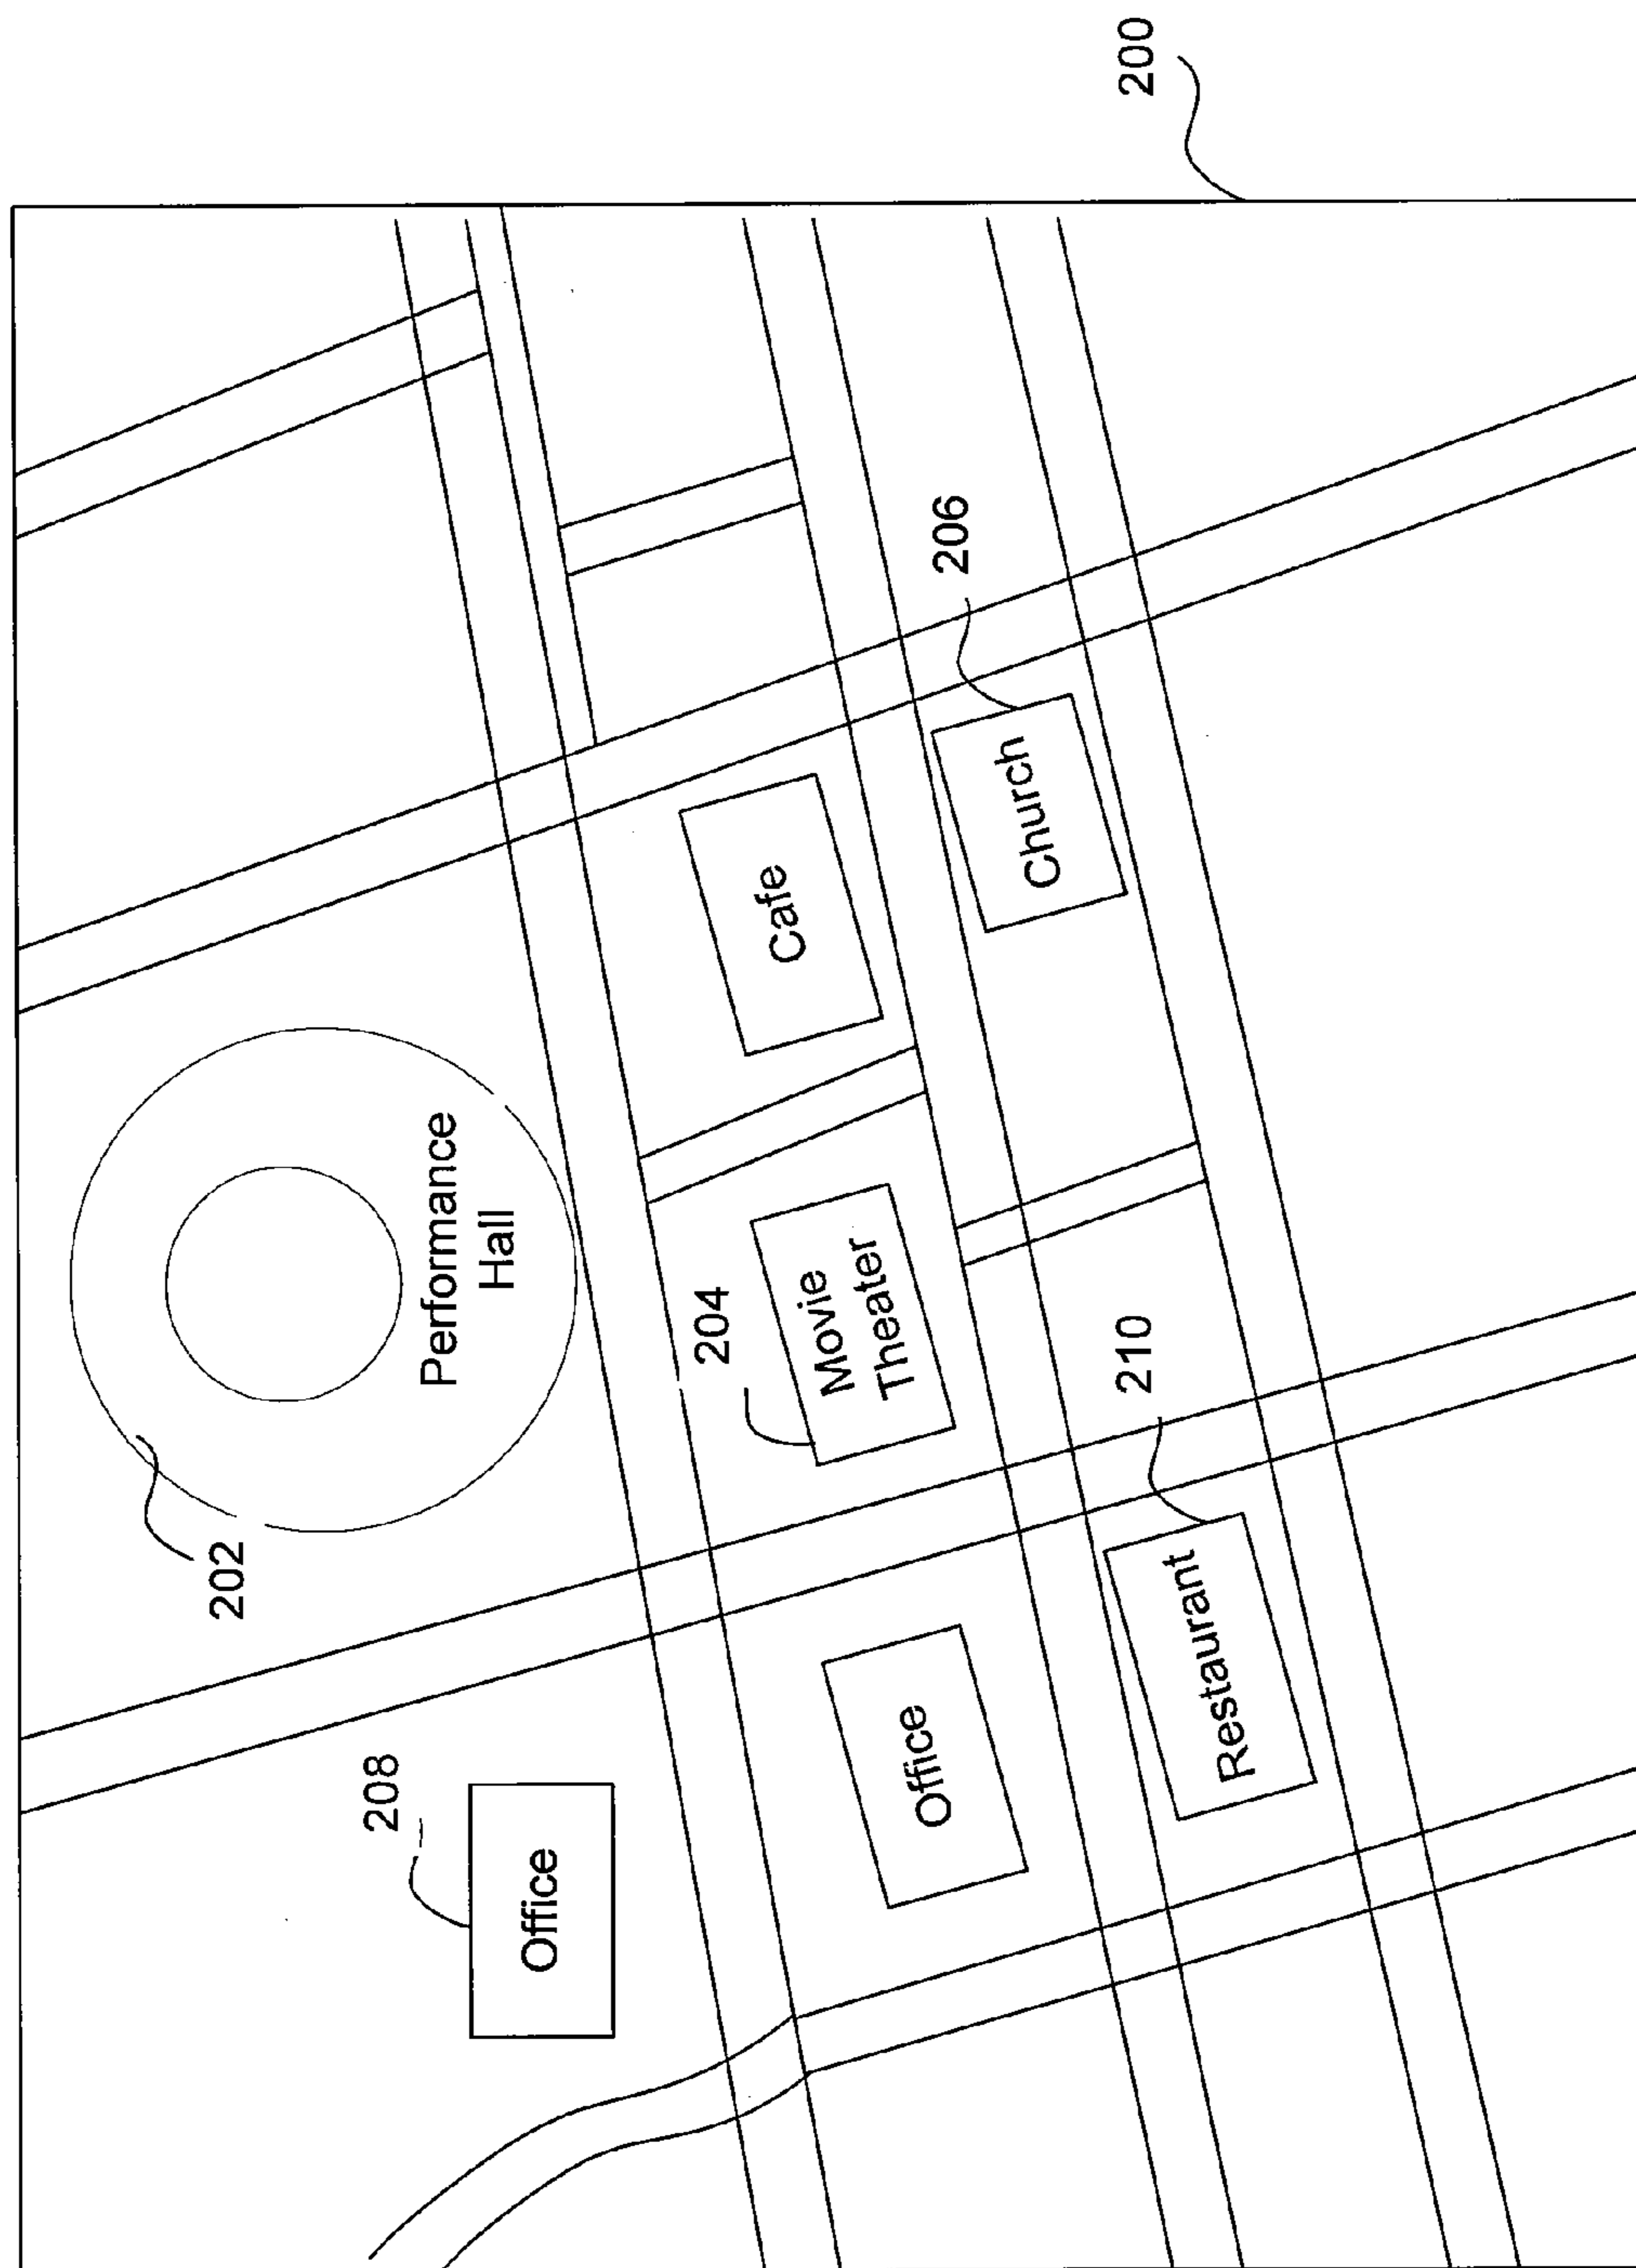 200
202
Performance
Hall
208
Office
204
Movie
Theater
Cafe
206
Church
Office
210
Restaurant